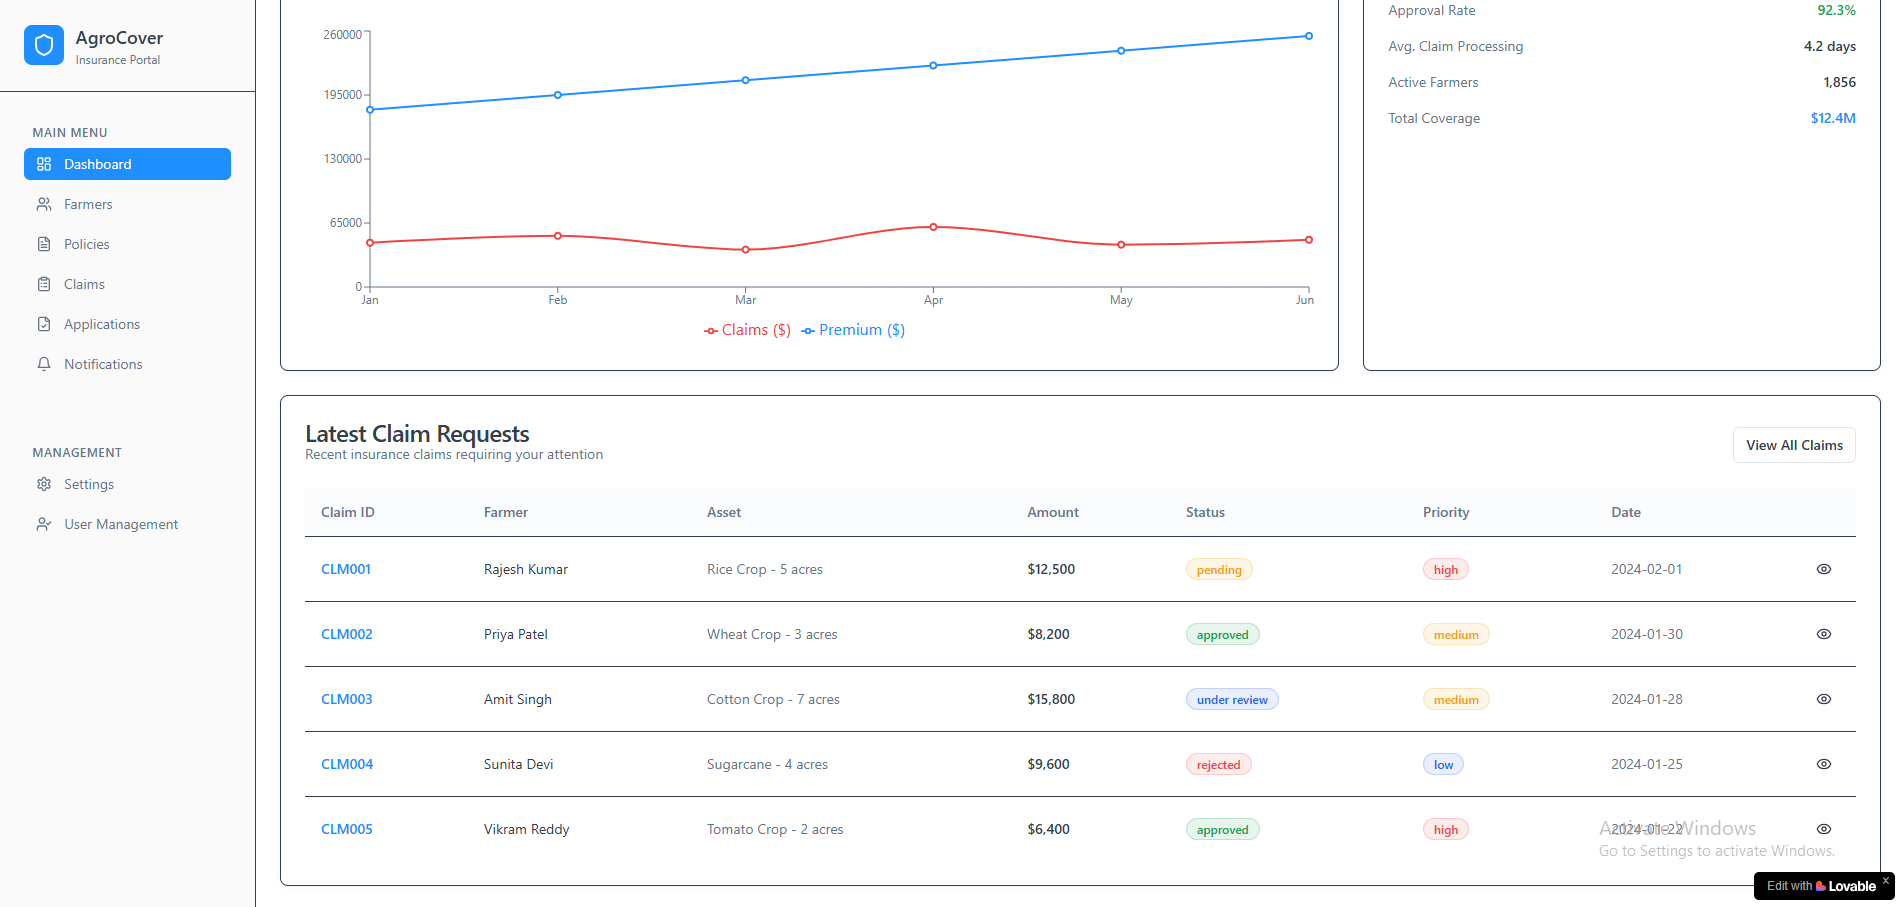 AgroCover
Insurance Portal
MAIN MENU
Dashboard
Farmers
Policies
Claims
Applications
Notifications
MANAGEMENT
Settings
User Management
260000
195000
130000
65000
0
Jan Feb Mar Apr May Jun
Claims ($) Premium ($)
Approval Rate 92.3%
Avg. Claim Processing 4.2 days
Active Farmers 1,856
Total Coverage $12.4M
Latest Claim Requests
Recent insurance claims requiring your attention
View All Claims
Claim ID Farmer Asset Amount Status Priority Date
CLM001 Rajesh Kumar Rice Crop - 5 acres $12,500 pending high 2024-02-01
CLM002 Priya Patel Wheat Crop - 3 acres $8,200 approved medium 2024-01-30
CLM003 Amit Singh Cotton Crop - 7 acres $15,800 under review medium 2024-01-28
CLM004 Sunita Devi Sugarcane - 4 acres $9,600 rejected low 2024-01-25
CLM005 Vikram Reddy Tomato Crop - 2 acres $6,400 approved high 2024-01-22
Activate Windows
Go to Settings to activate Windows.
Edit with Lovable